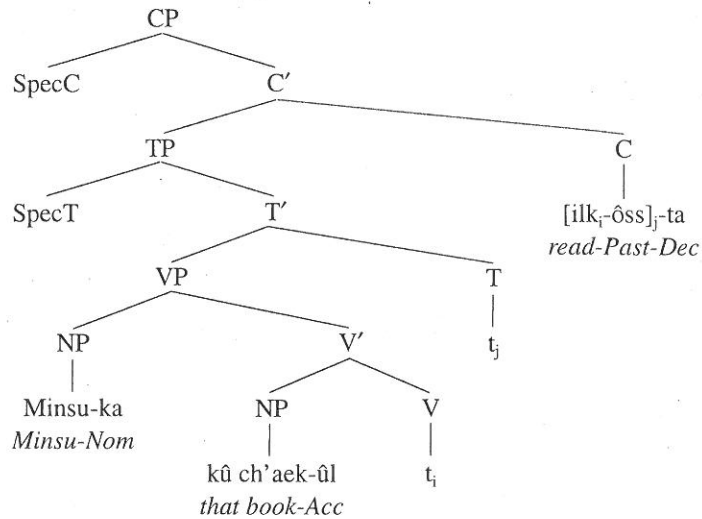 CP
SpecC C′
TP C
SpecT T′ [ilkᵢ-ôss]ⱼ-ta
read-Past-Dec
VP T
NP V′ tⱼ
Minsu-ka NP V
Minsu-Nom
kû ch'aek-ûl tᵢ
that book-Acc